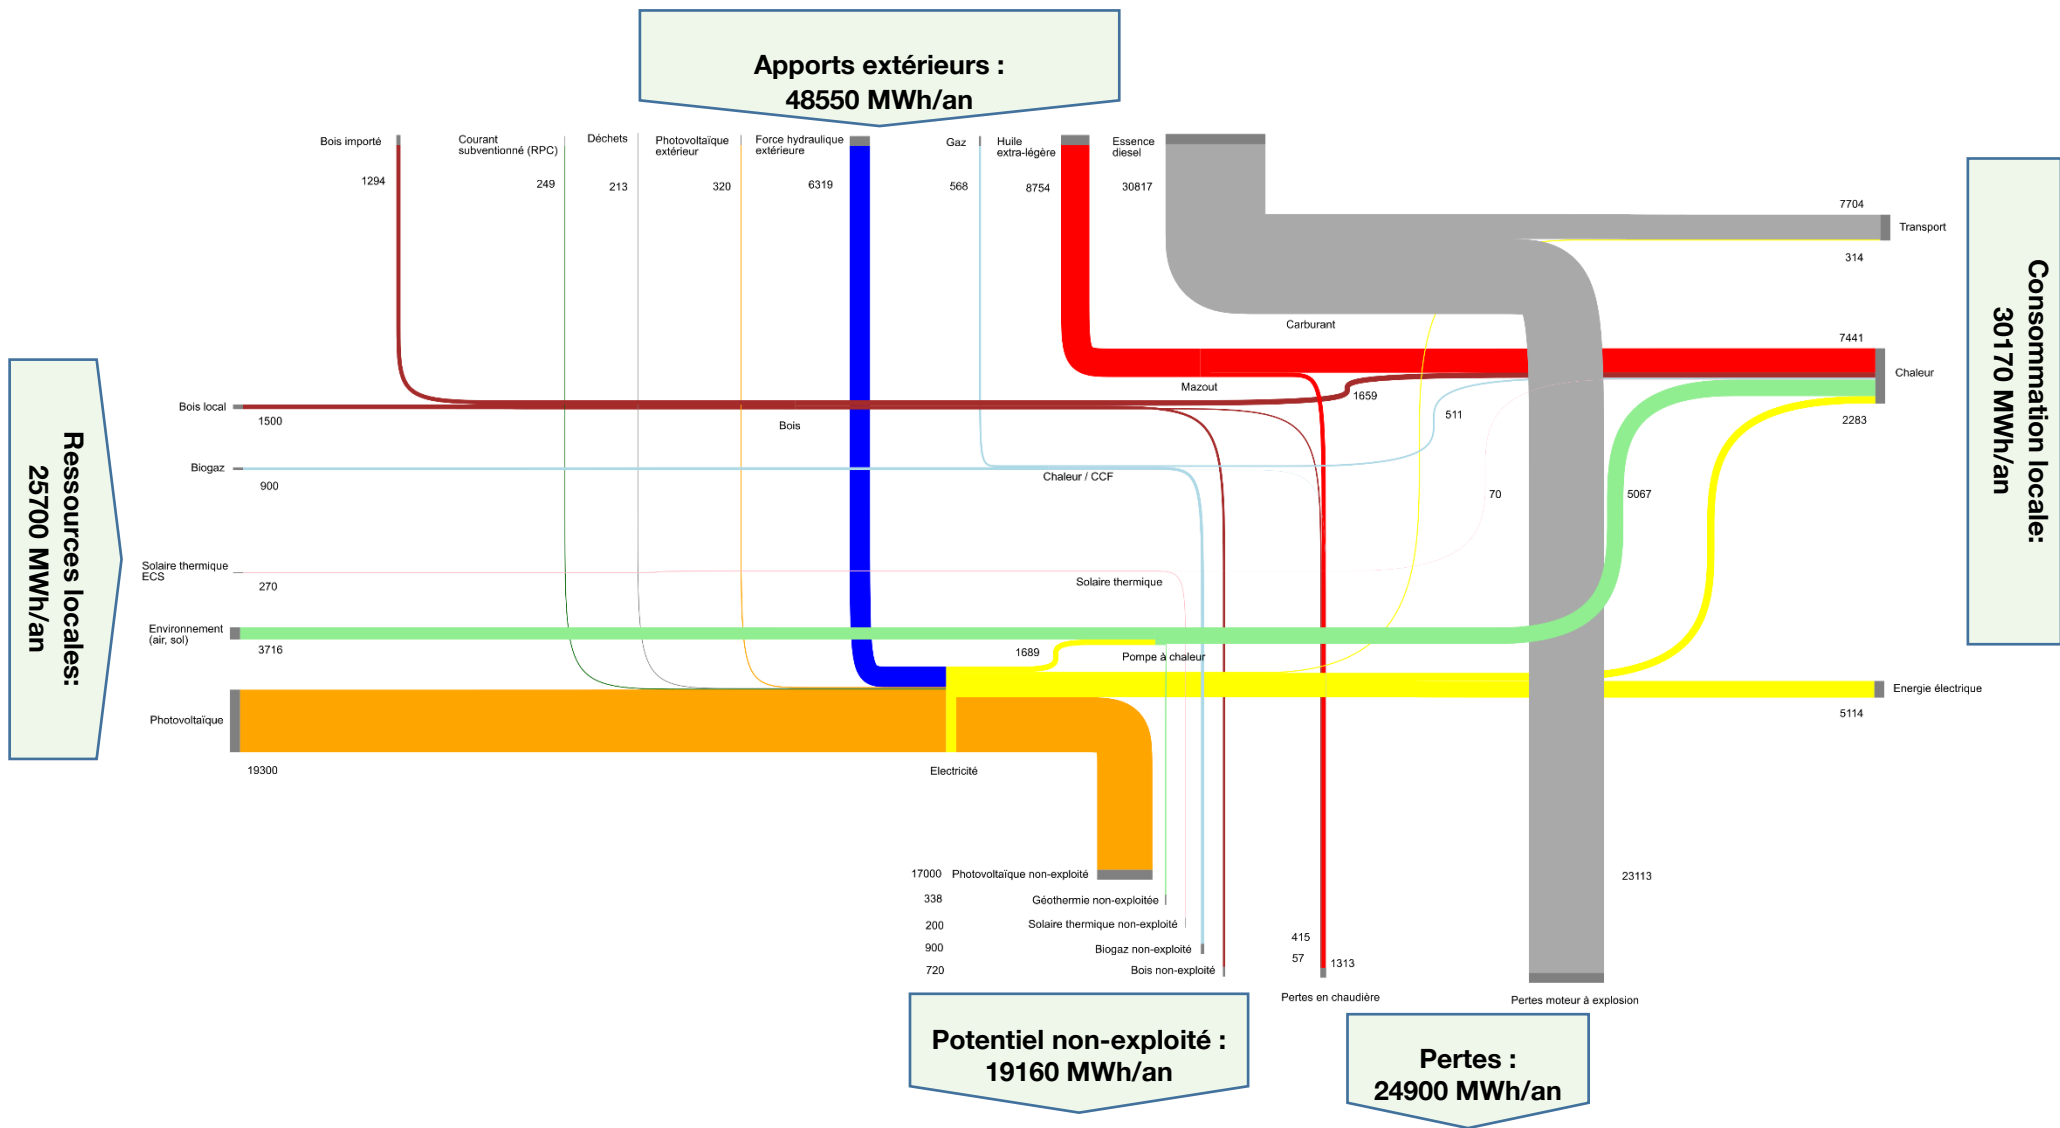 Apports extérieurs :
48550 MWh/an
Bois importé
1294
Courant
subventionné (RPC)
249
Déchets
213
Photovoltaïque
extérieur
320
Force hydraulique
extérieure
6319
Gaz
568
Huile
extra-légère
8754
Essence
diesel
30817
7704
Transport
314
Carburant
7441
Chaleur
2283
Mazout
1659
511
70
5067
Consommation locale:
30170 MWh/an
Ressources locales:
25700 MWh/an
Bois local
1500
Bois
Biogaz
900
Chaleur / CCF
Solaire thermique
ECS
270
Solaire thermique
Environnement
(air, sol)
3716
1689
Pompe à chaleur
Photovoltaïque
19300
Electricité
Energie électrique
5114
17000 Photovoltaïque non-exploité
338 Géothermie non-exploitée
200 Solaire thermique non-exploité
900 Biogaz non-exploité
720 Bois non-exploité
415
57
1313
Pertes en chaudière
23113
Pertes moteur à explosion
Potentiel non-exploité :
19160 MWh/an
Pertes :
24900 MWh/an